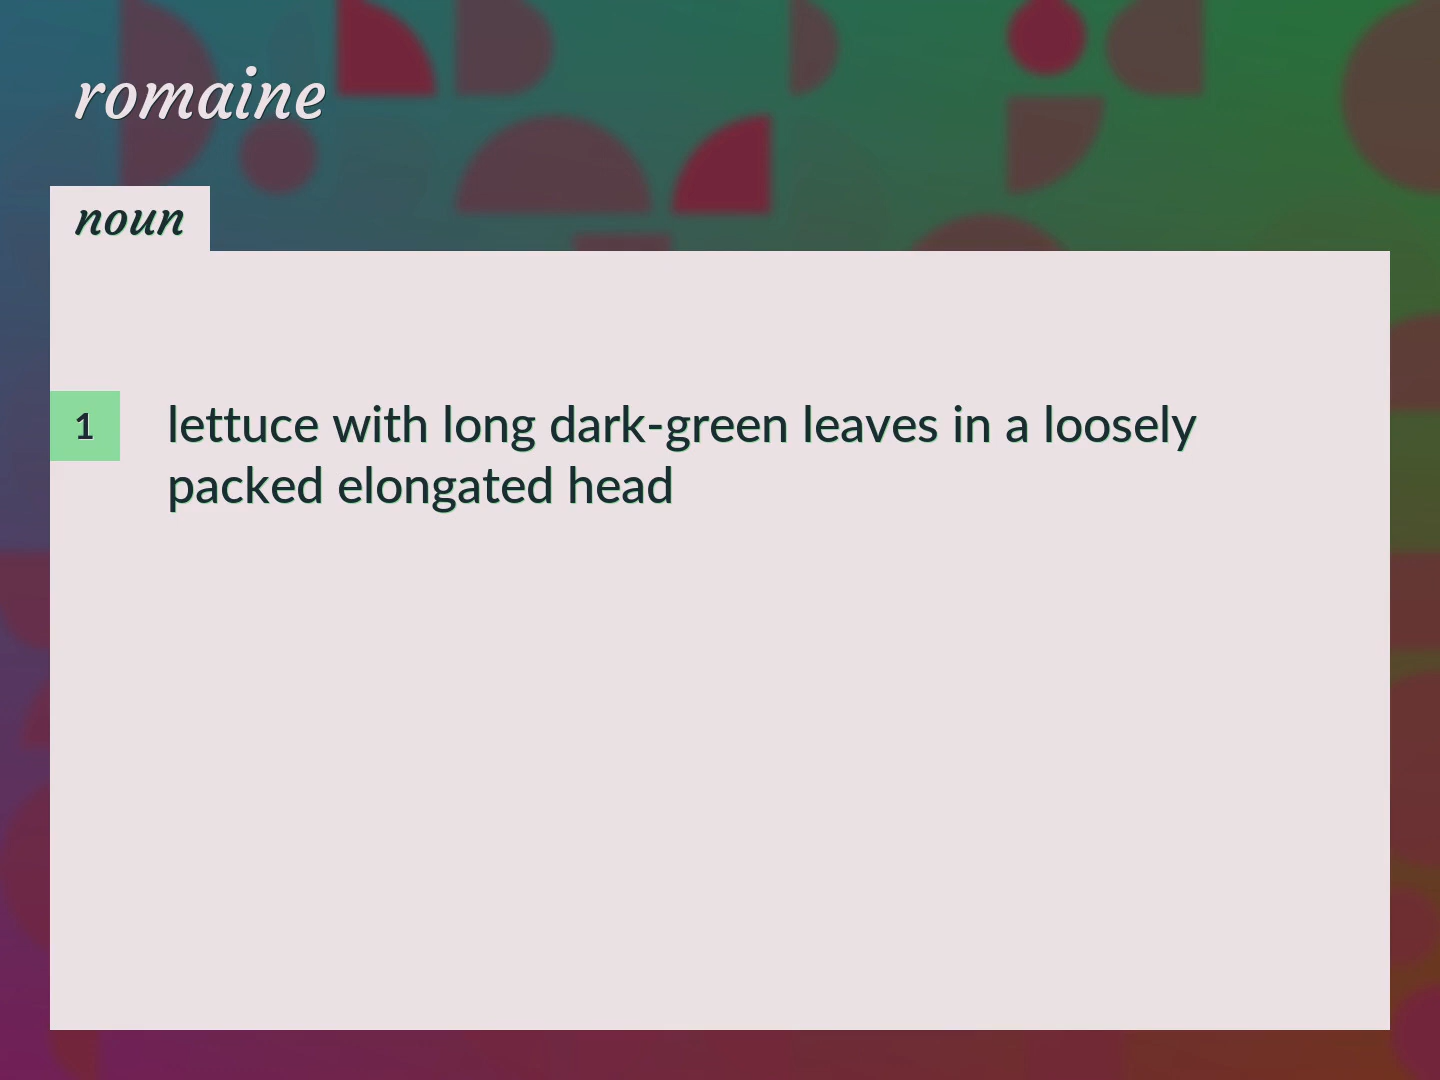 romaine
noun
1 lettuce with long dark-green leaves in a loosely
packed elongated head